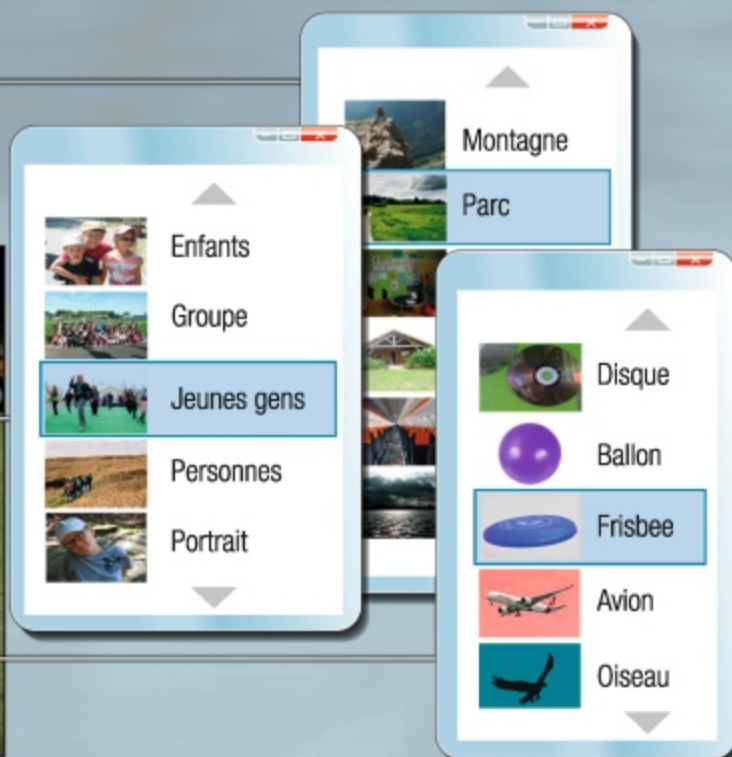 Montagne
Parc
Enfants
Groupe
Jeunes gens
Personnes
Portrait
Disque
Ballon
Frisbee
Avion
Oiseau